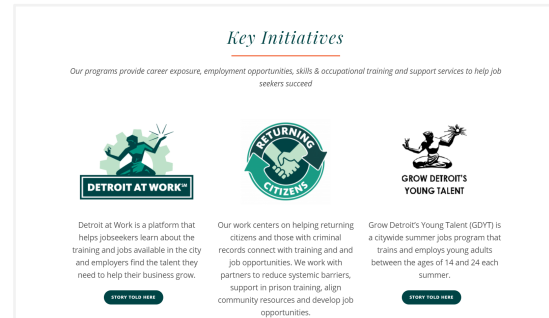 Key Initiatives
Our programs provide career exposure, employment opportunities, skills & occupational training and support services to help job
seekers succeed
DETROIT AT WORK℠
RETURNING
CITIZENS
GROW DETROIT'S
YOUNG TALENT
Detroit at Work is a platform that
helps jobseekers learn about the
training and jobs available in the city
and employers find the talent they
need to help their business grow.
STORY TOLD HERE
Our work centers on helping returning
citizens and those with criminal
records connect with training and and
job opportunities. We work with
partners to reduce systemic barriers,
support in prison training, align
community resources and develop job
opportunities.
Grow Detroit's Young Talent (GDYT) is
a citywide summer jobs program that
trains and employs young adults
between the ages of 14 and 24 each
summer.
STORY TOLD HERE